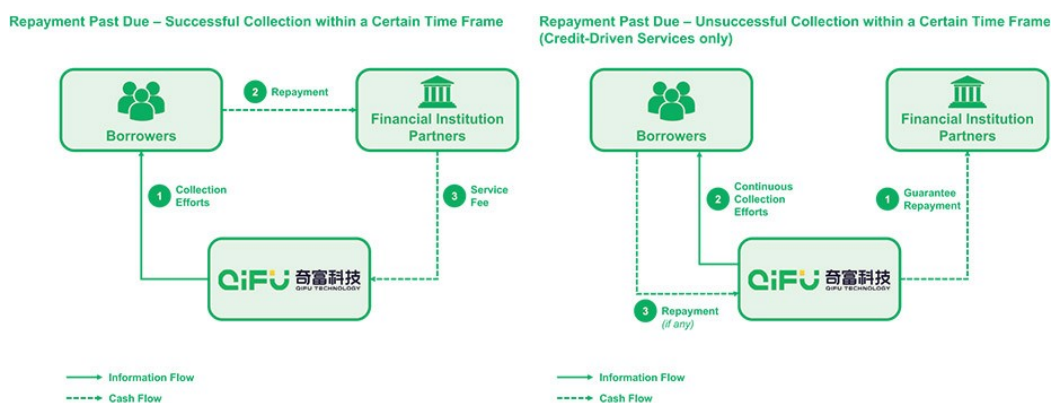 Repayment Past Due – Successful Collection within a Certain Time Frame
Borrowers
2 Repayment
Financial Institution
Partners
1 Collection
Efforts
3 Service
Fee
QiFU 奇富科技
QIFU TECHNOLOGY
Information Flow
Cash Flow
Repayment Past Due – Unsuccessful Collection within a Certain Time Frame
(Credit-Driven Services only)
Borrowers
Financial Institution
Partners
2 Continuous
Collection
Efforts
1 Guarantee
Repayment
QiFU 奇富科技
QIFU TECHNOLOGY
3 Repayment
(if any)
Information Flow
Cash Flow